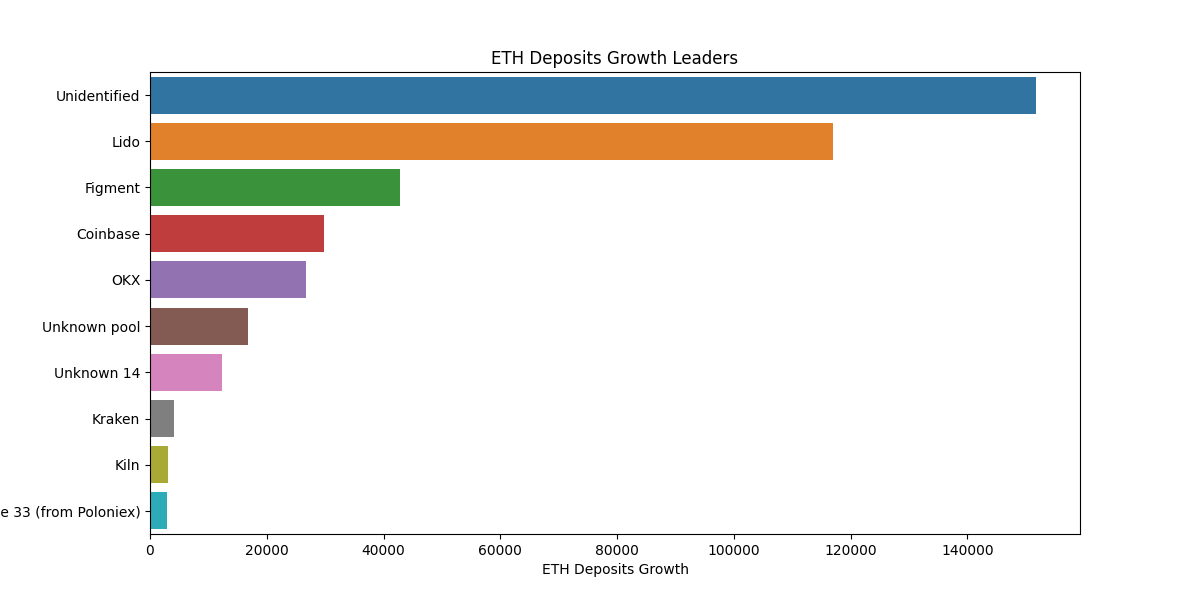 ETH Deposits Growth Leaders
Unidentified
Lido
Figment
Coinbase
OKX
Unknown pool
Unknown 14
Kraken
Kiln
e 33 (from Poloniex)
0 20000 40000 60000 80000 100000 120000 140000
ETH Deposits Growth